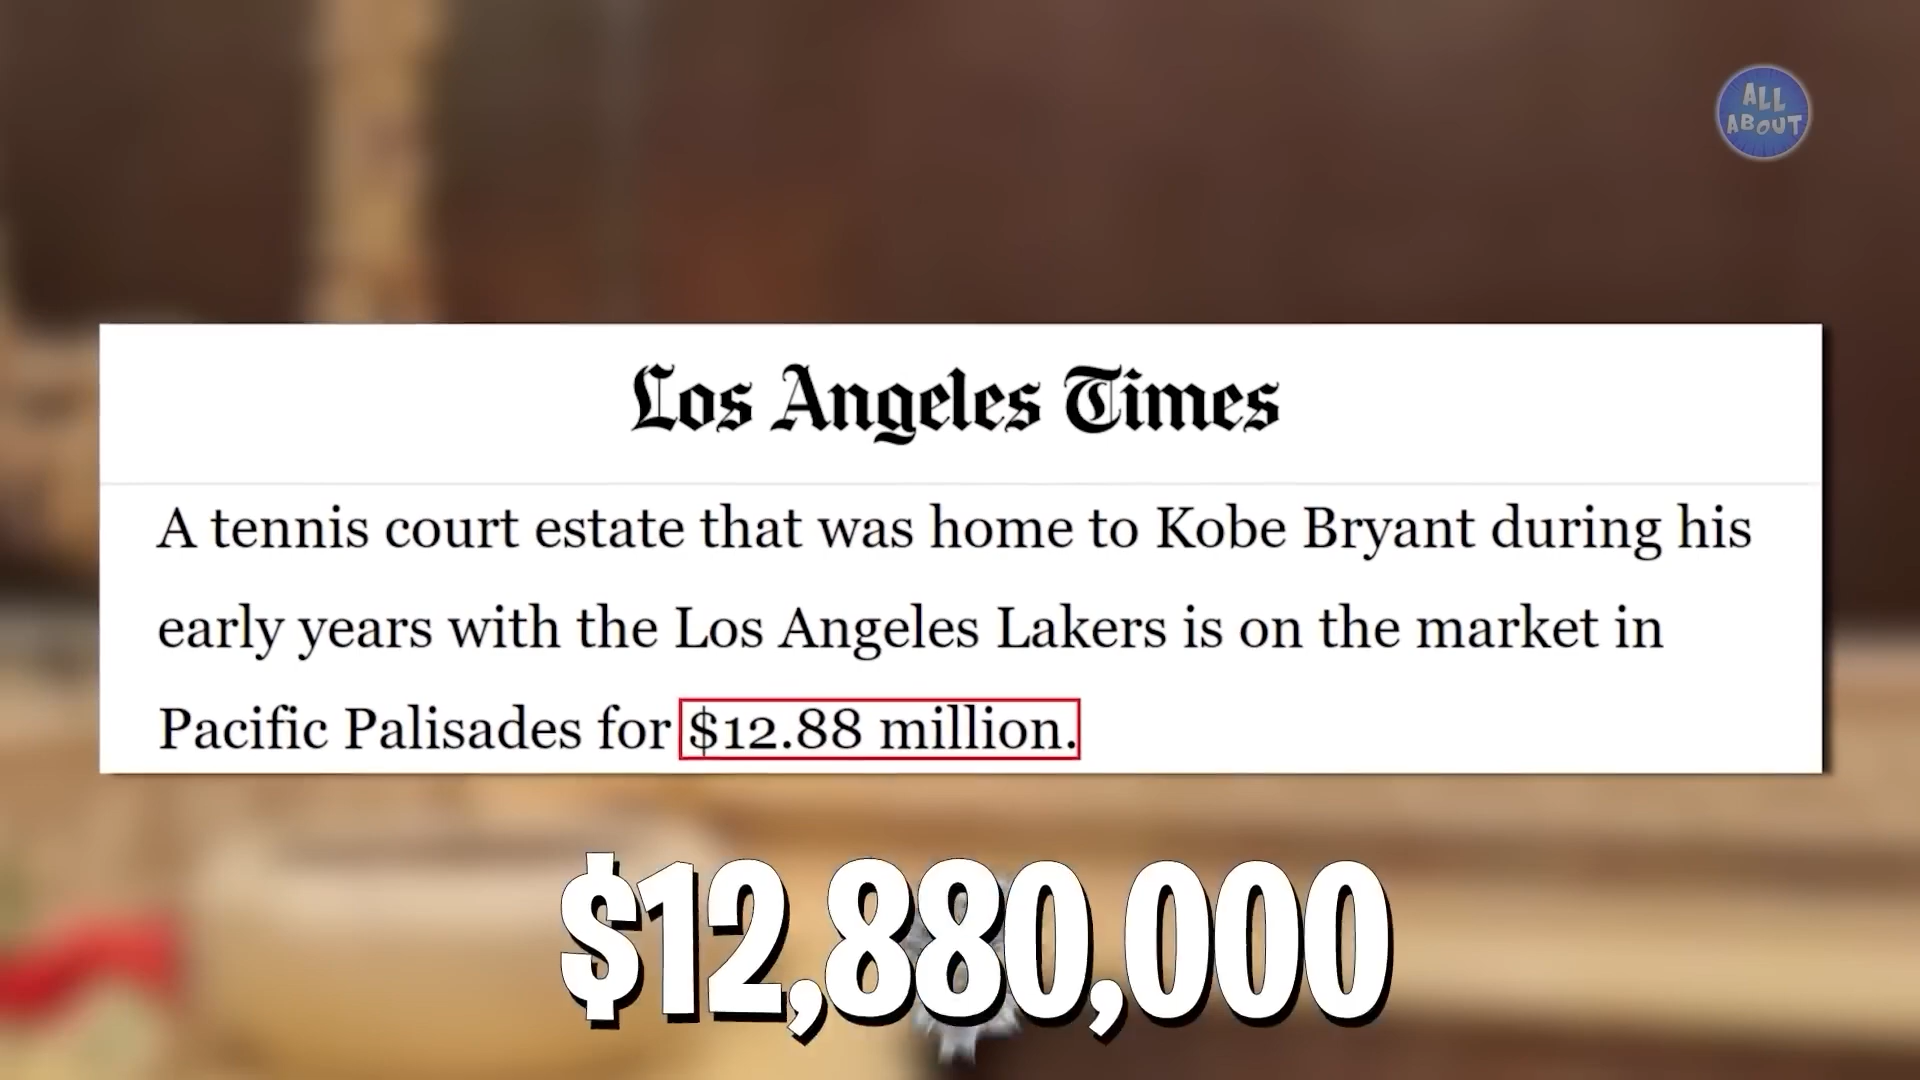 ALL
ABOUT
Los Angeles Times
A tennis court estate that was home to Kobe Bryant during his
early years with the Los Angeles Lakers is on the market in
Pacific Palisades for $12.88 million.
$12,880,000